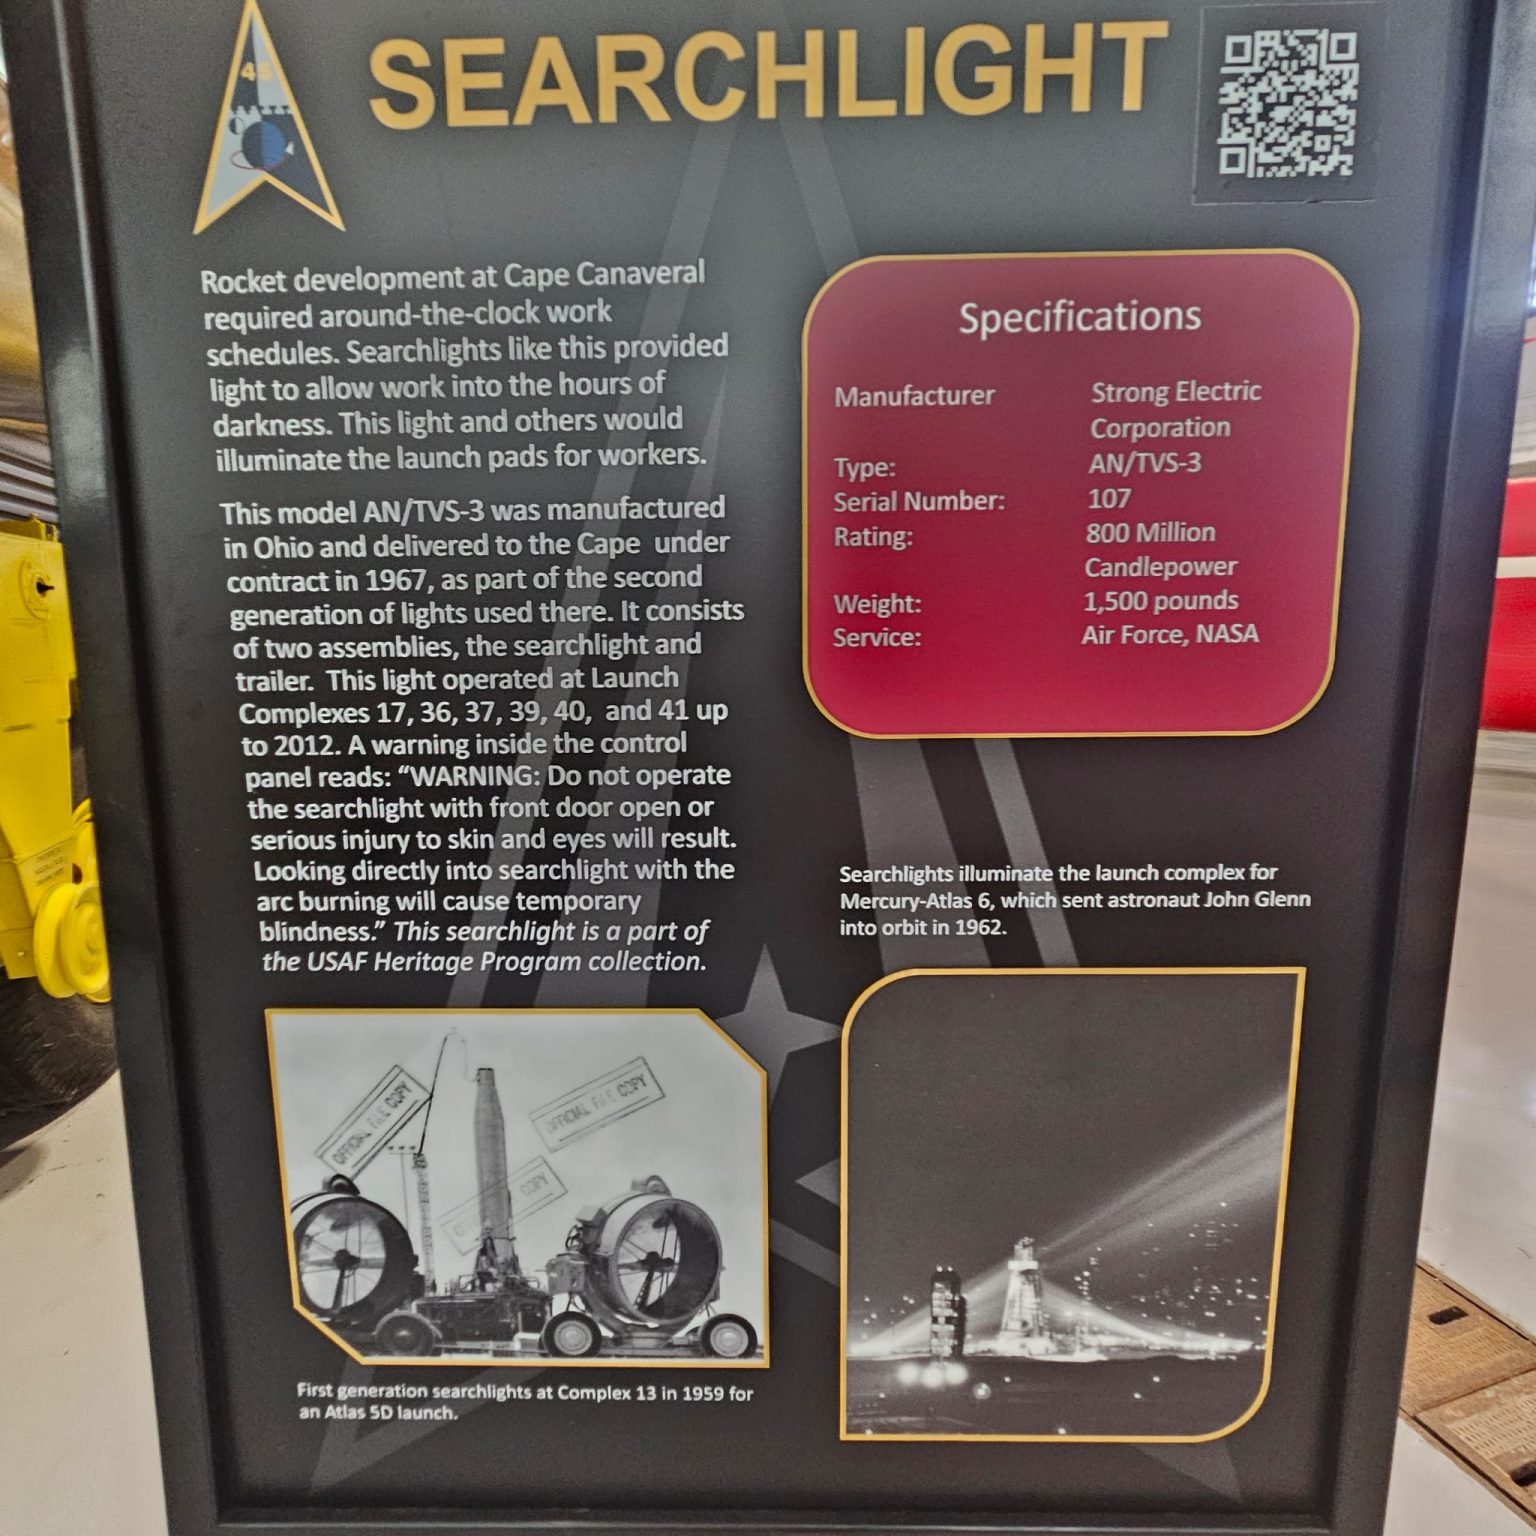 45
SEARCHLIGHT
Rocket development at Cape Canaveral
required around-the-clock work
schedules. Searchlights like this provided
light to allow work into the hours of
darkness. This light and others would
illuminate the launch pads for workers.
This model AN/TVS-3 was manufactured
in Ohio and delivered to the Cape under
contract in 1967, as part of the second
generation of lights used there. It consists
of two assemblies, the searchlight and
trailer. This light operated at Launch
Complexes 17, 36, 37, 39, 40, and 41 up
to 2012. A warning inside the control
panel reads: “WARNING: Do not operate
the searchlight with front door open or
serious injury to skin and eyes will result.
Looking directly into searchlight with the
arc burning will cause temporary
blindness.” This searchlight is a part of
the USAF Heritage Program collection.
Specifications
Manufacturer Strong Electric
Corporation
Type: AN/TVS-3
Serial Number: 107
Rating: 800 Million
Candlepower
Weight: 1,500 pounds
Service: Air Force, NASA
Searchlights illuminate the launch complex for
Mercury-Atlas 6, which sent astronaut John Glenn
into orbit in 1962.
OFFICIAL FILE COPY
OFFICIAL FILE COPY
COPY
First generation searchlights at Complex 13 in 1959 for
an Atlas 5D launch.